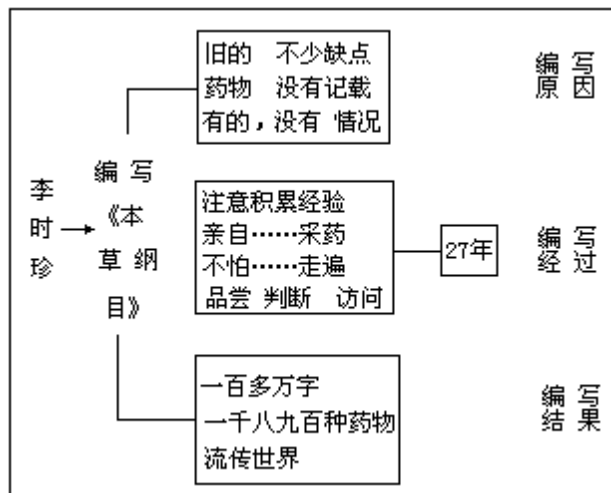 旧的 不少缺点
药物 没有记载
有的，没有 情况
编写
原因
李时珍
编写
《本
草纲
目》
注意积累经验
亲自……采药
不怕……走遍
品尝 判断 访问
27年
编写
经过
一百多万字
一千八九百种药物
流传世界
编写
结果